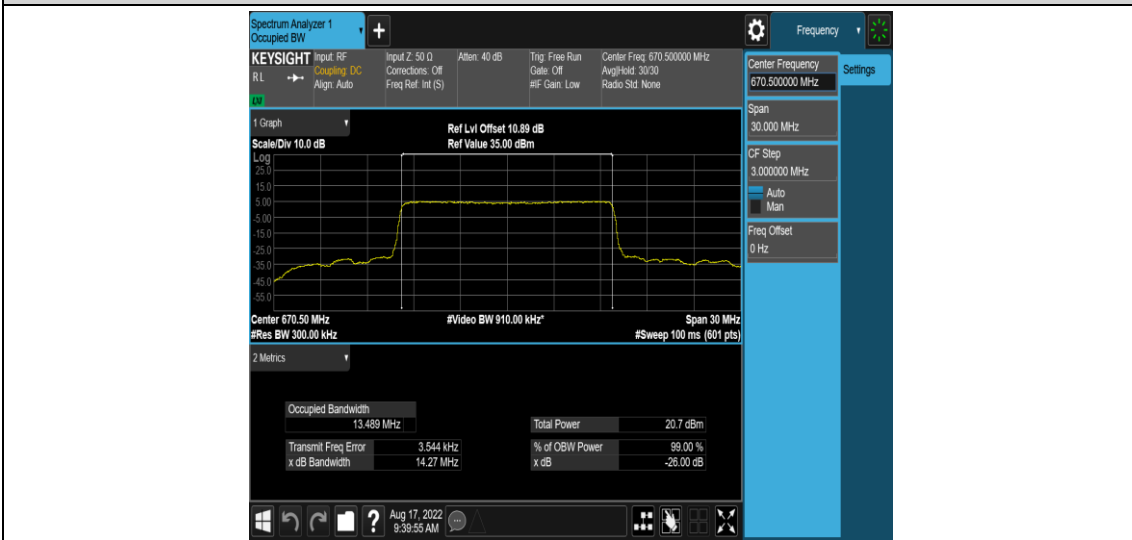 Spectrum Analyzer 1
Occupied BW
+
Frequency
KEYSIGHT
RL
LXI
Input: RF
Coupling: DC
Align: Auto
Input Z: 50 Ω
Corrections: Off
Freq Ref: Int (S)
Atten: 40 dB
Trig: Free Run
Gate: Off
#IF Gain: Low
Center Freq: 670.500000 MHz
Avg|Hold: 30/30
Radio Std: None
Center Frequency
670.500000 MHz
Settings
Span
30.000 MHz
CF Step
3.000000 MHz
Auto
Man
Freq Offset
0 Hz
1 Graph
Scale/Div 10.0 dB
Ref Lvl Offset 10.89 dB
Ref Value 35.00 dBm
Log
25.0
15.0
5.00
-5.00
-15.0
-25.0
-35.0
-45.0
-55.0
Center 670.50 MHz
#Video BW 910.00 kHz*
Span 30 MHz
#Res BW 300.00 kHz
#Sweep 100 ms (601 pts)
2 Metrics
Occupied Bandwidth
13.489 MHz
Total Power 20.7 dBm
Transmit Freq Error 3.544 kHz
% of OBW Power 99.00 %
x dB Bandwidth 14.27 MHz
x dB -26.00 dB
?
Aug 17, 2022
9:39:55 AM